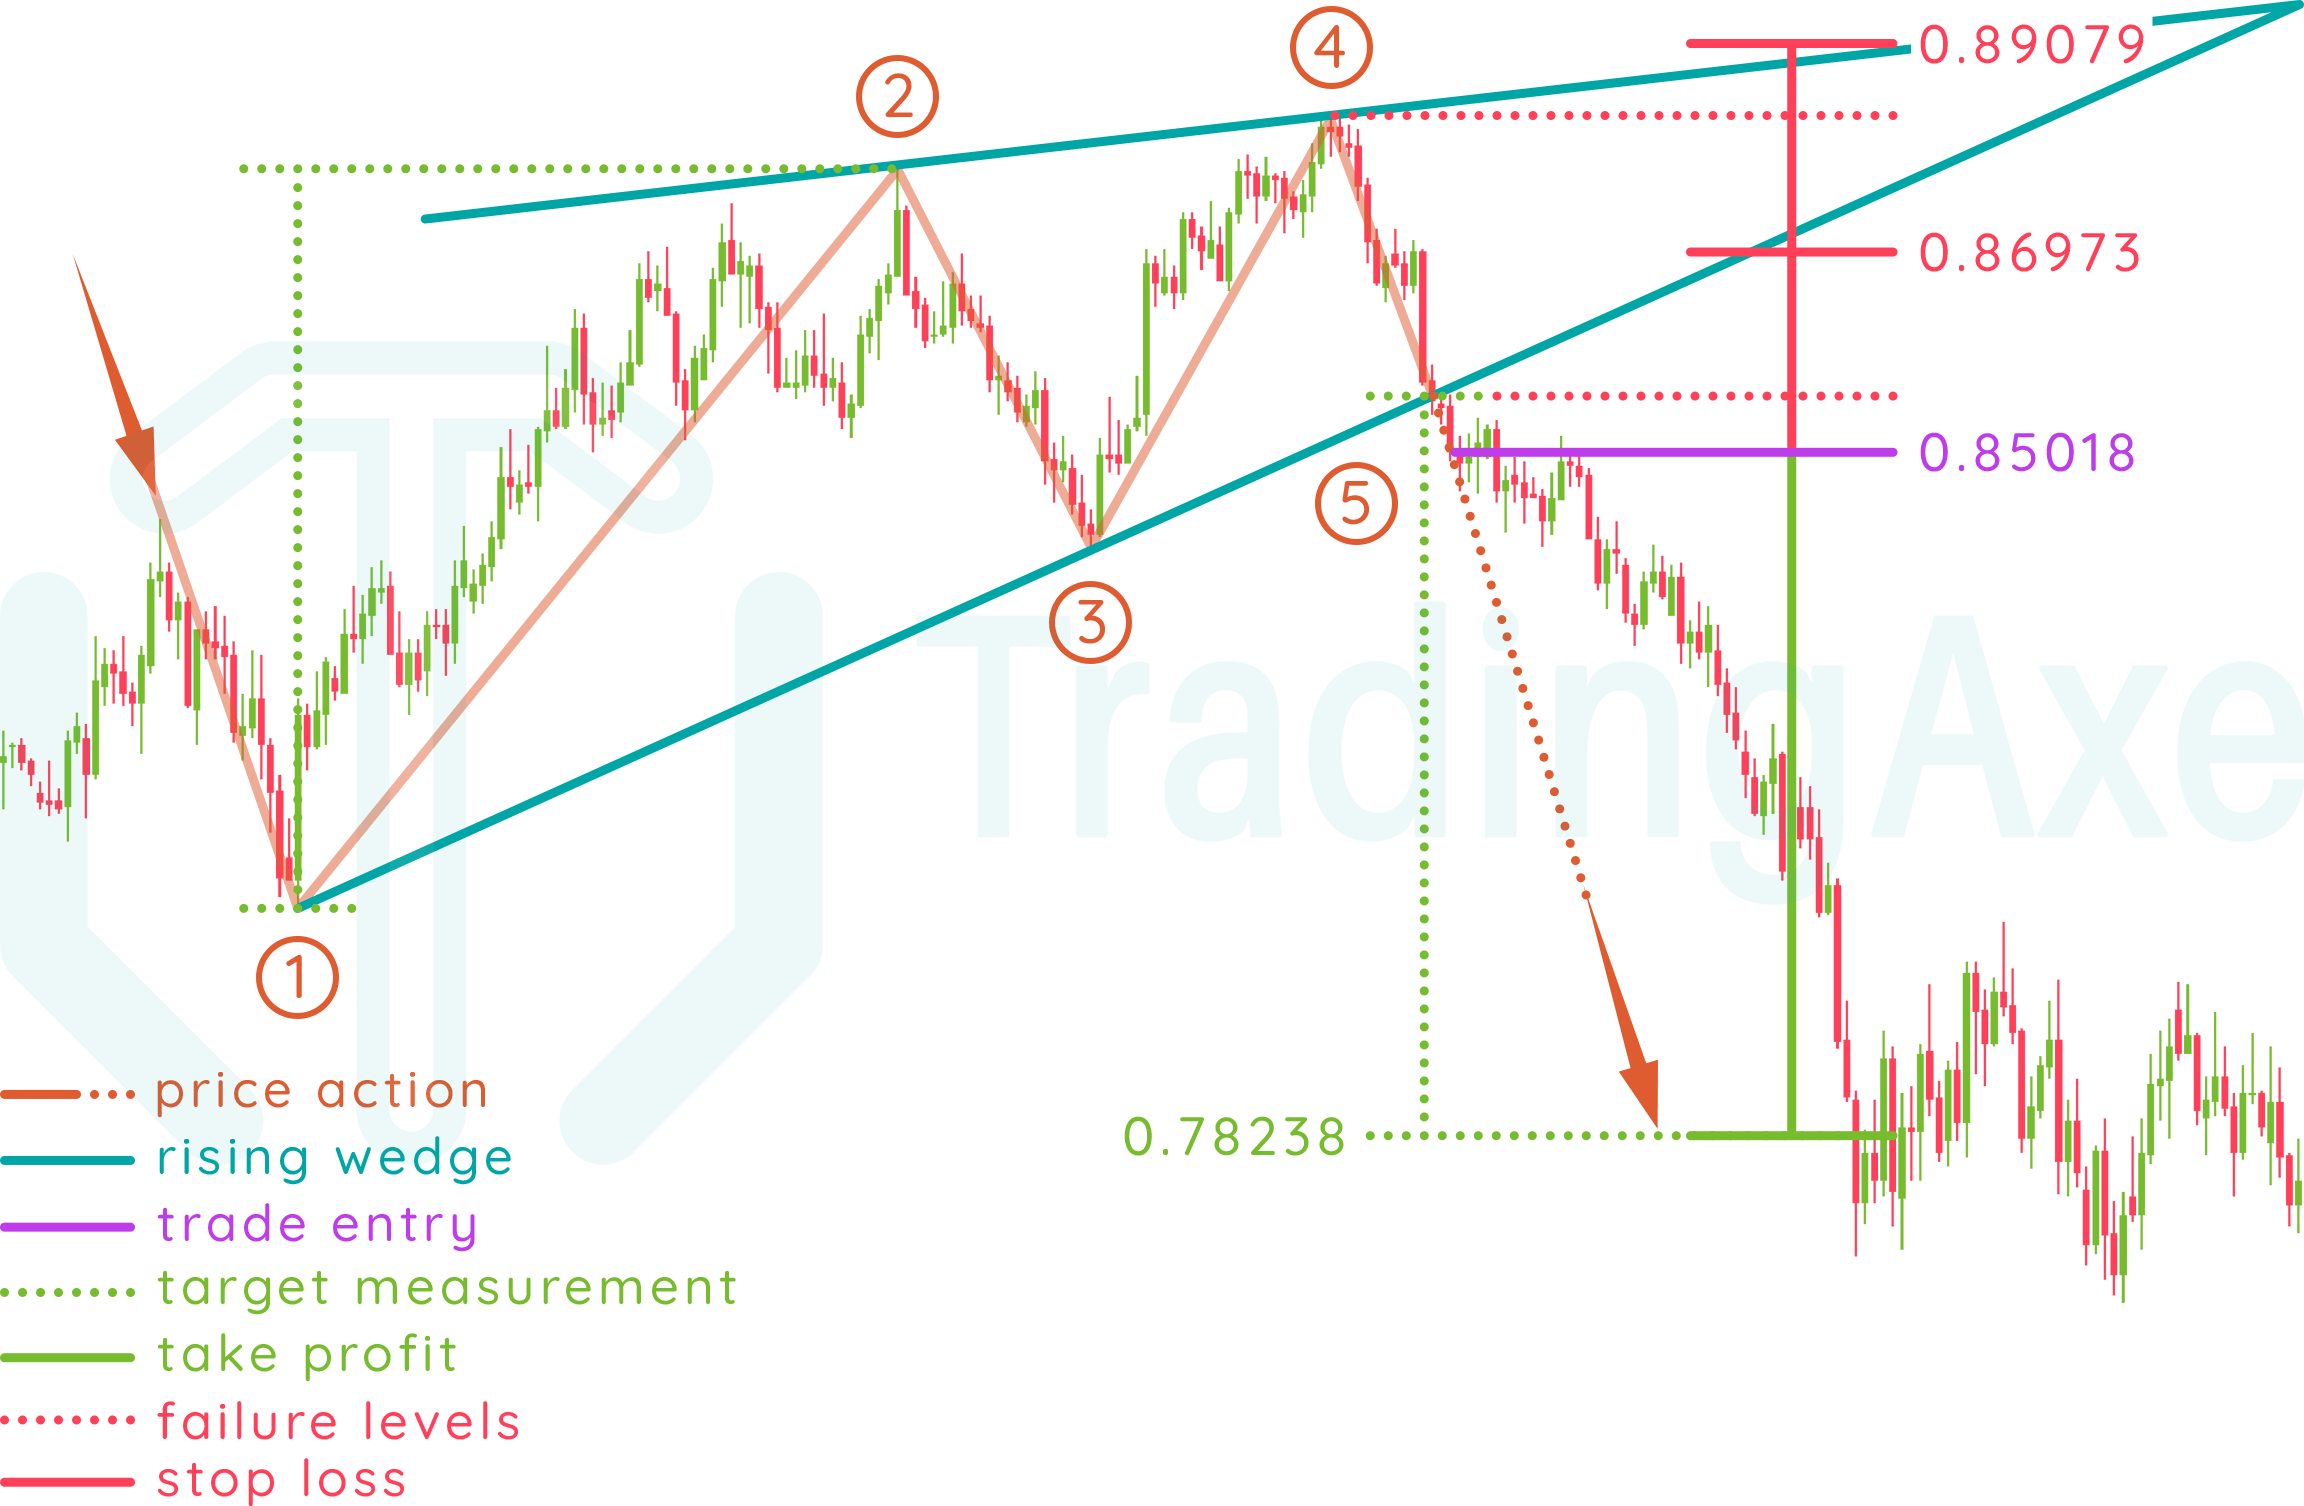 4
0.89079
2
0.86973
0.85018
5
3
TradingAxe
1
price action
0.78238
rising wedge
trade entry
target measurement
take profit
failure levels
stop loss